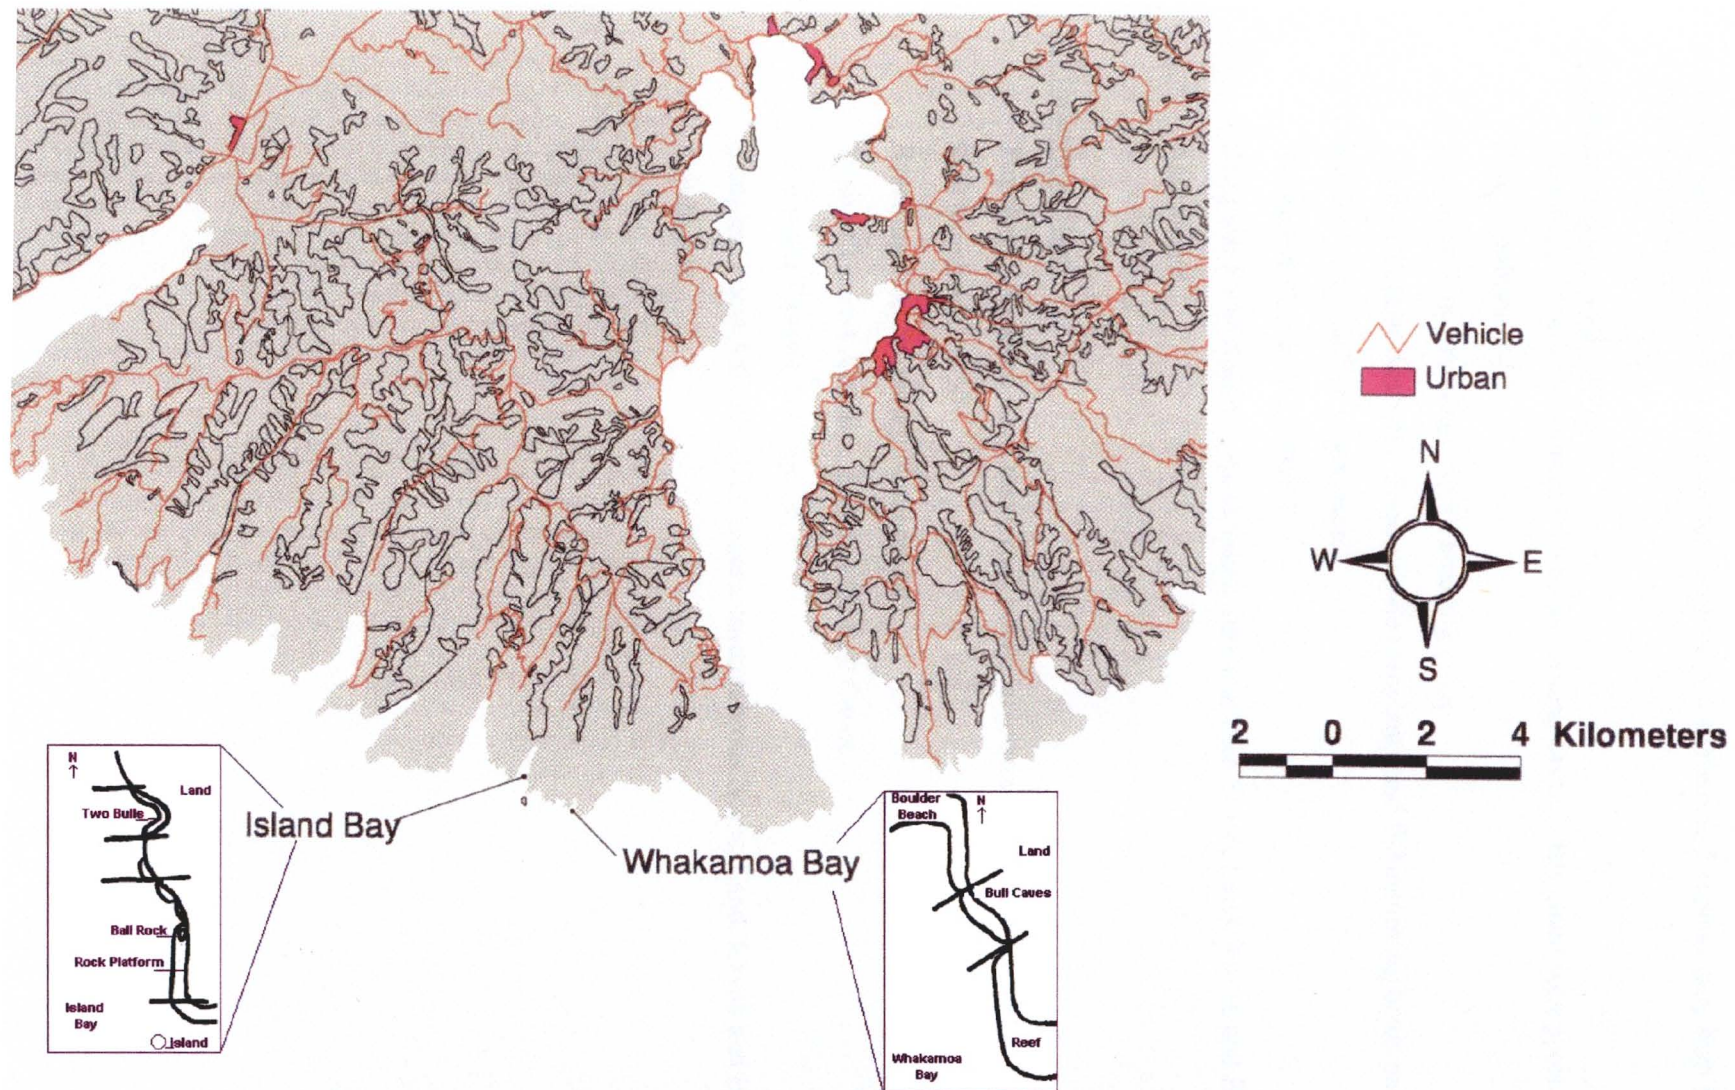 Vehicle
Urban
N
W
E
S
2 0 2 4 Kilometers
Island Bay
Whakamoa Bay
N
Land
Two Bulls
Ball Rock
Rock Platform
Island
Bay
Island
Boulder
Beach
N
Land
Bull Caves
Reef
Whakamoa
Bay